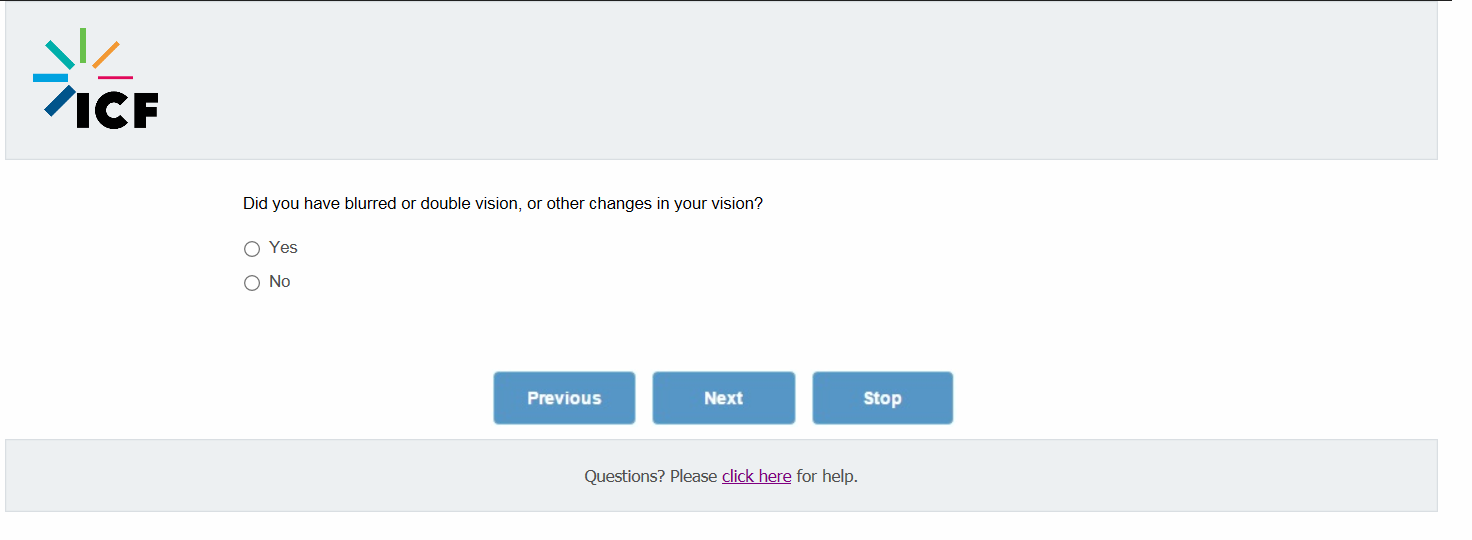 ICF
Did you have blurred or double vision, or other changes in your vision?
Yes
No
Previous
Next
Stop
Questions? Please click here for help.